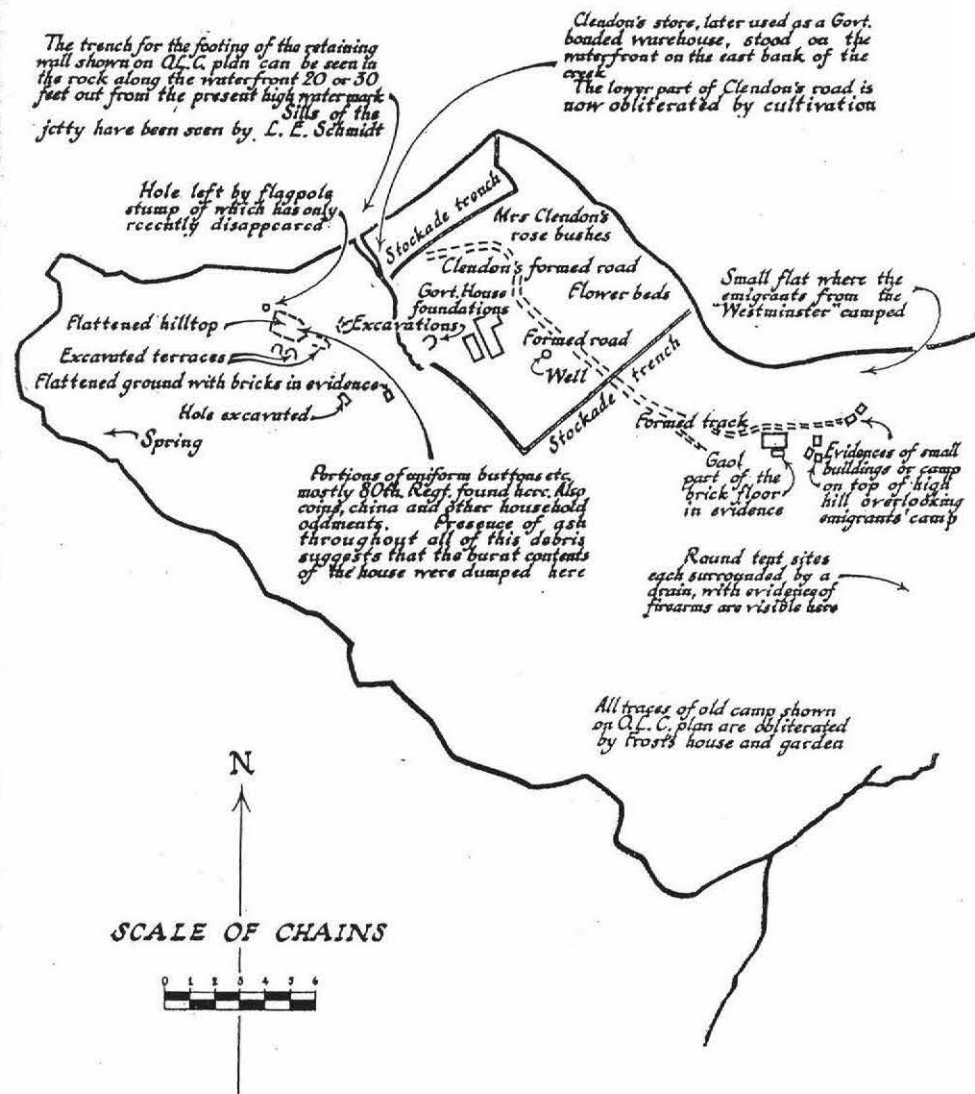 The trench for the footing of the retaining
wall shown on O.L.C. plan can be seen in
the rock along the waterfront 20 or 30
feet out from the present high water mark
Sills of the
jetty have been seen by L. E. Schmidt
Clendon's store, later used as a Govt.
bonded warehouse, stood on the
waterfront on the east bank of the
creek
The lower part of Clendon's road is
now obliterated by cultivation
Hole left by flagpole
stump of which has only
recently disappeared
Stockade trench
Mrs Clendon's
rose bushes
Clendon's formed road
Flower beds
Govt. House
foundations
Small flat where the
emigrants from the
"Westminster" camped
Flattened hilltop
Excavations
Formed road
Well
Excavated terraces
Flattened ground with bricks in evidence
Hole excavated
Stockade trench
Spring
Formed track
Gaol
part of the
brick floor
in evidence
Evidences of small
buildings or camp
on top of high
hill overlooking
emigrants' camp
Portions of uniform buttons etc,
mostly 80th. Regt. found here. Also
coins, china and other household
oddments. Presence of ash
throughout all of this debris
suggests that the burnt contents
of the house were dumped here
Round tent sites
each surrounded by a
drain, with evidence of
firearms are visible here
All traces of old camp shown
on O.L.C. plan are obliterated
by Frost's house and garden
N
SCALE OF CHAINS
0 1 2 3 4 5 6